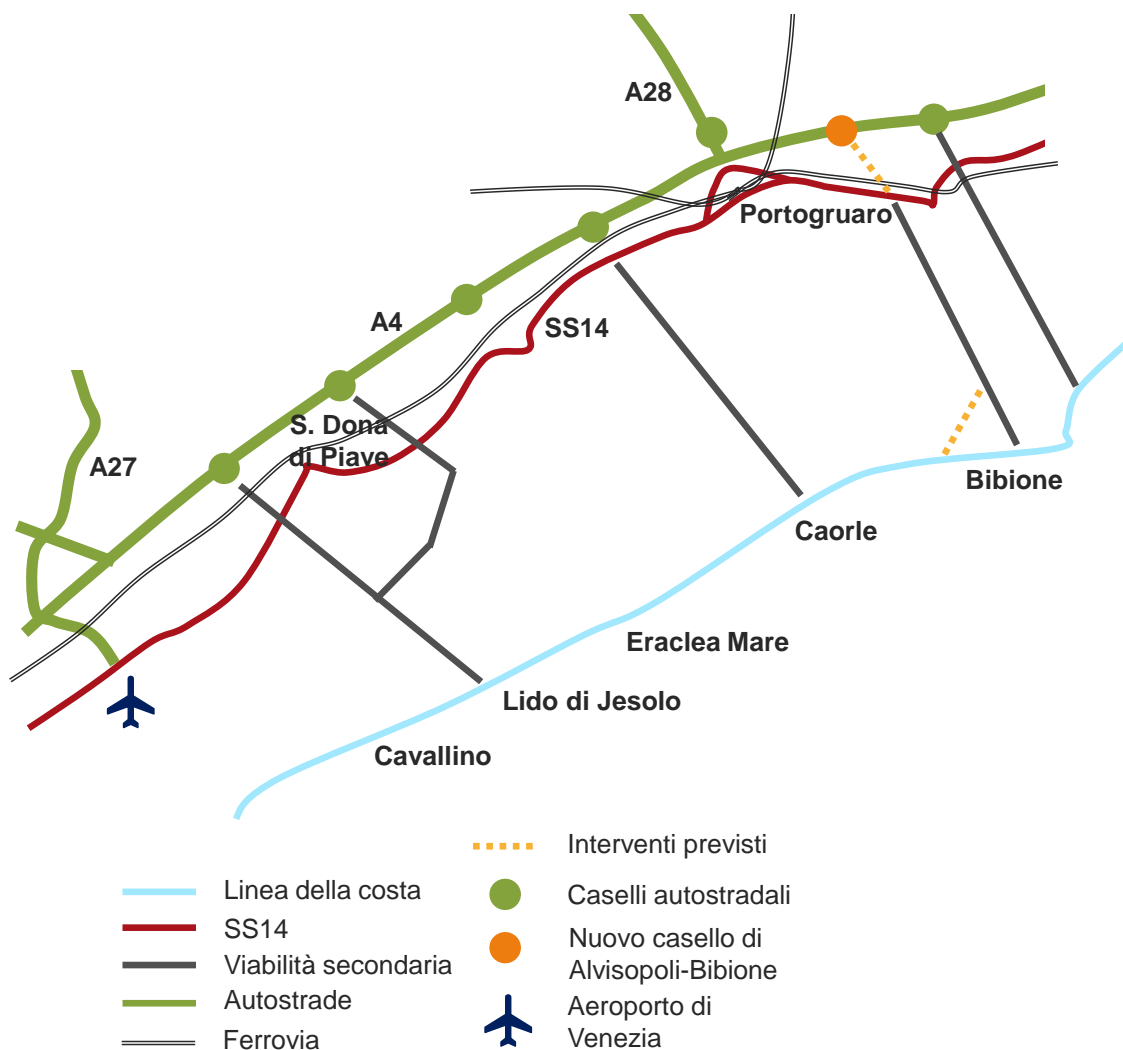 A28
Portogruaro
A4
SS14
S. Dona
di Piave
A27
Bibione
Caorle
Eraclea Mare
Lido di Jesolo
Cavallino
Linea della costa
SS14
Viabilità secondaria
Autostrade
Ferrovia
Interventi previsti
Caselli autostradali
Nuovo casello di
Alvisopoli-Bibione
Aeroporto di
Venezia